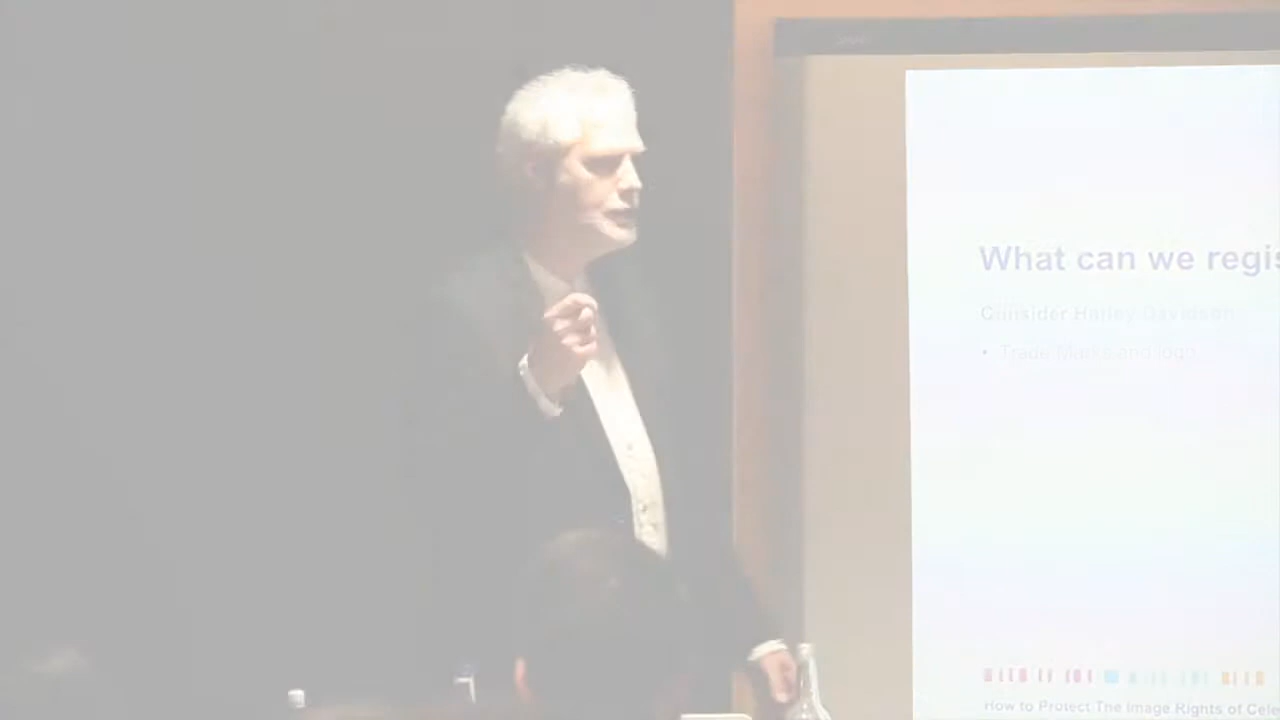 What can we regis
Consider Harley Davidson
• Trade Marks and logo
How to Protect The Image Rights of Cele